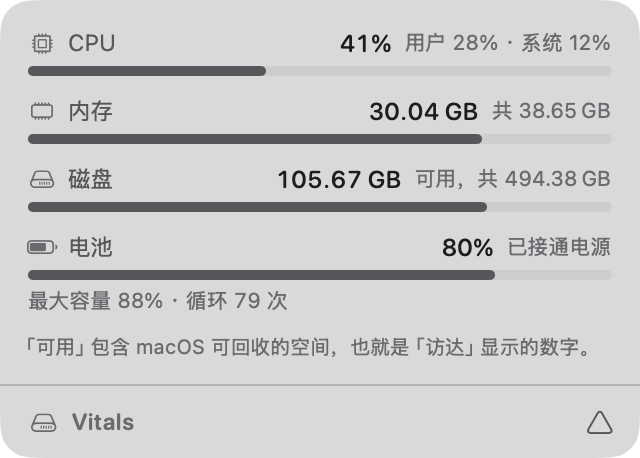 CPU 41% 用户 28% · 系统 12%
内存 30.04 GB 共 38.65 GB
磁盘 105.67 GB 可用，共 494.38 GB
电池 80% 已接通电源
最大容量 88% · 循环 79 次
「可用」包含 macOS 可回收的空间，也就是「访达」显示的数字。
Vitals